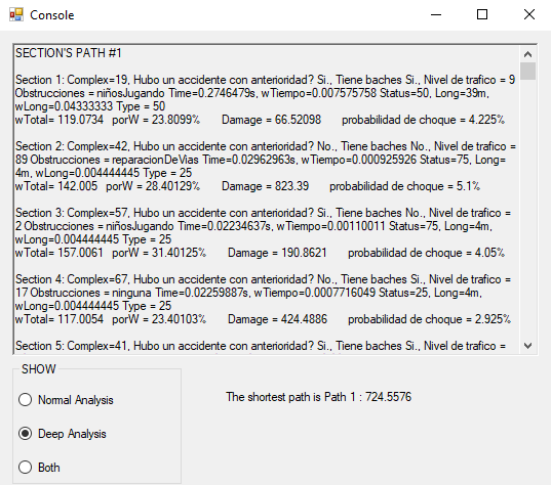 Console
SECTION'S PATH #1
Section 1: Complex=19, Hubo un accidente con anterioridad? Si., Tiene baches Si., Nivel de trafico = 9
Obstrucciones = niñosJugando Time=0.2746479s, wTiempo=0.007575758 Status=50, Long=39m,
wLong=0.04333333 Type = 50
wTotal= 119.0734 porW = 23.8099% Damage = 66.52098 probabilidad de choque = 4.225%
Section 2: Complex=42, Hubo un accidente con anterioridad? No., Tiene baches No., Nivel de trafico =
89 Obstrucciones = reparacionDeVias Time=0.02962963s, wTiempo=0.000925926 Status=75, Long=
4m, wLong=0.004444445 Type = 25
wTotal= 142.005 porW = 28.40129% Damage = 823.39 probabilidad de choque = 5.1%
Section 3: Complex=57, Hubo un accidente con anterioridad? Si., Tiene baches No., Nivel de trafico =
2 Obstrucciones = niñosJugando Time=0.02234637s, wTiempo=0.00110011 Status=75, Long=4m,
wLong=0.004444445 Type = 25
wTotal= 157.0061 porW = 31.40125% Damage = 190.8621 probabilidad de choque = 4.05%
Section 4: Complex=67, Hubo un accidente con anterioridad? No., Tiene baches Si., Nivel de trafico =
17 Obstrucciones = ninguna Time=0.02259887s, wTiempo=0.0007716049 Status=25, Long=4m,
wLong=0.004444445 Type = 25
wTotal= 117.0054 porW = 23.40103% Damage = 424.4886 probabilidad de choque = 2.925%
Section 5: Complex=41, Hubo un accidente con anterioridad? Si., Tiene baches Si., Nivel de trafico =
SHOW
Normal Analysis
Deep Analysis
Both
The shortest path is Path 1 : 724.5576